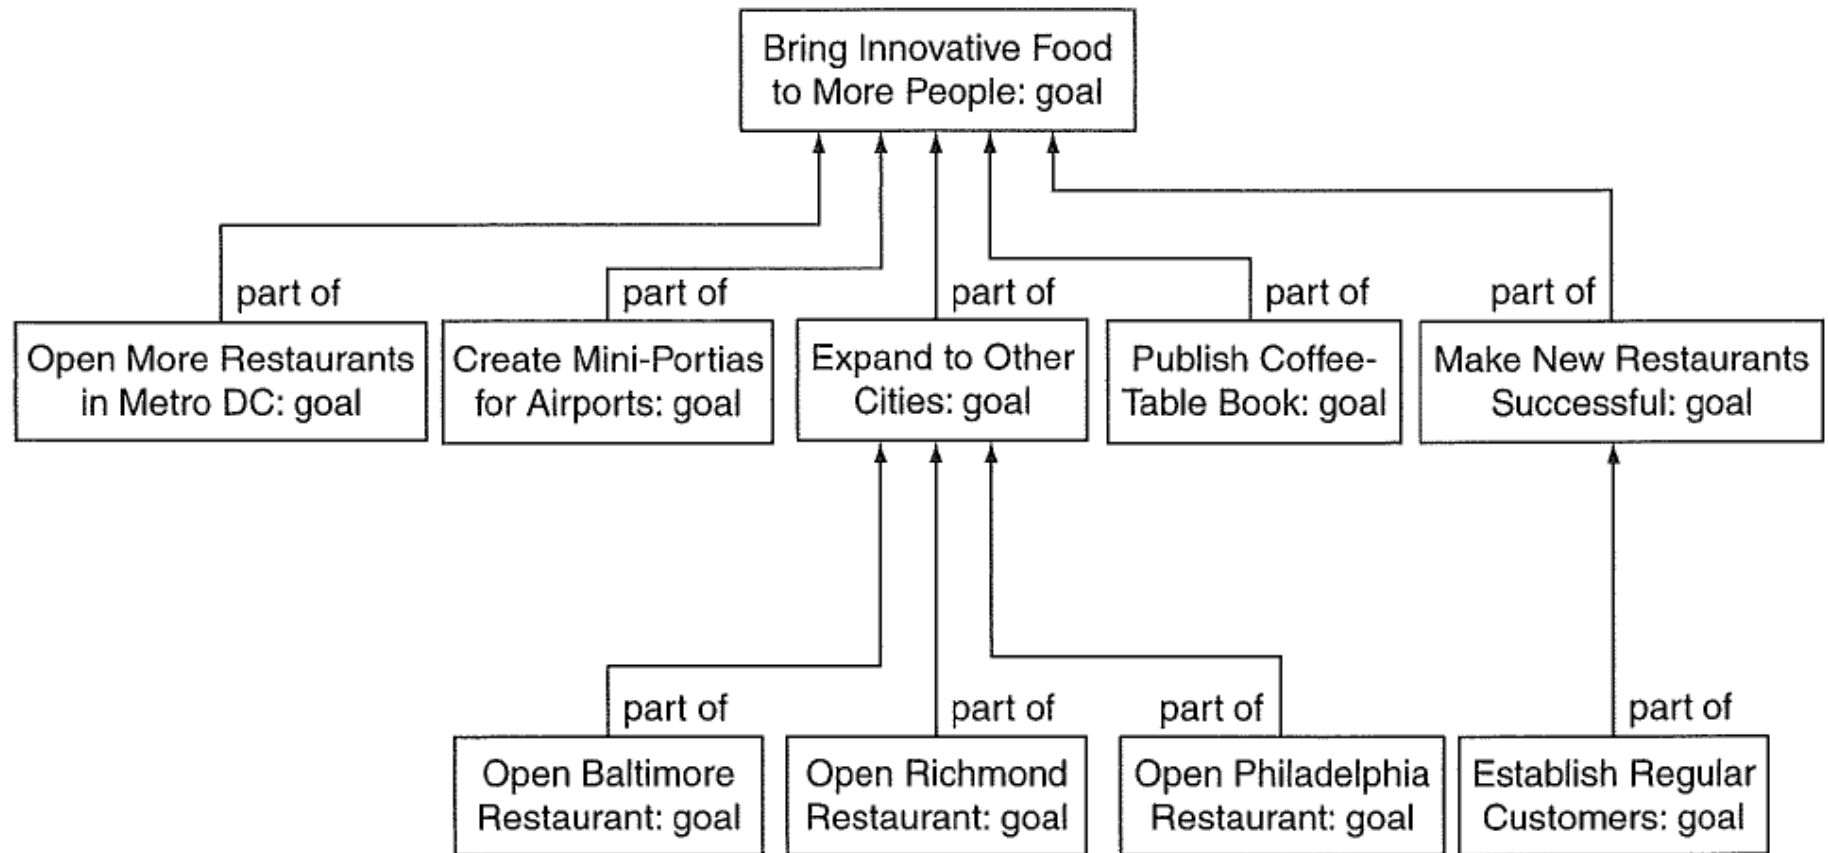 Bring Innovative Food
to More People: goal
part of
part of
part of
part of
part of
Open More Restaurants
in Metro DC: goal
Create Mini-Portias
for Airports: goal
Expand to Other
Cities: goal
Publish Coffee-
Table Book: goal
Make New Restaurants
Successful: goal
part of
part of
part of
part of
Open Baltimore
Restaurant: goal
Open Richmond
Restaurant: goal
Open Philadelphia
Restaurant: goal
Establish Regular
Customers: goal